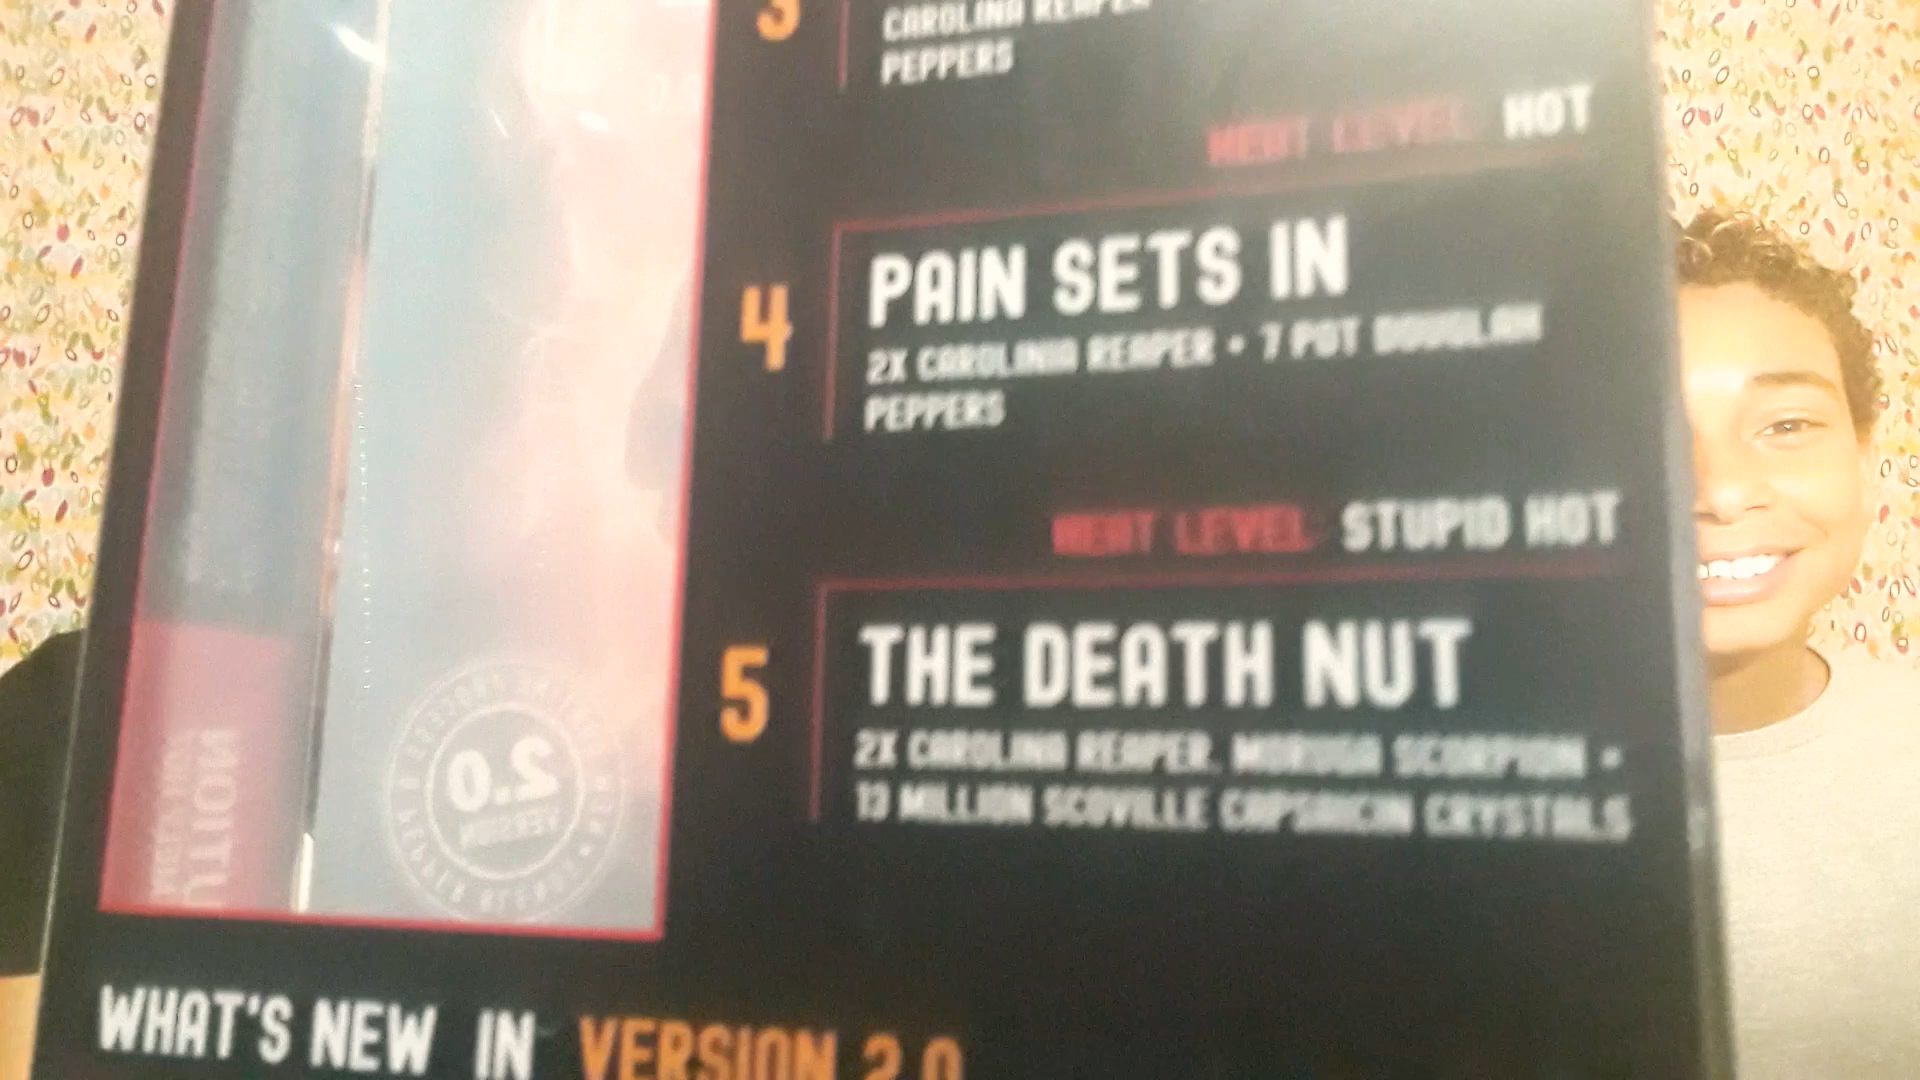 3
CAROLINA REAPER
PEPPERS
HEAT LEVEL HOT
4
PAIN SETS IN
2X CAROLINIA REAPER + 7 POT DOUGLAH
PEPPERS
HEAT LEVEL STUPID HOT
5
THE DEATH NUT
2X CAROLINA REAPER, MORUGA SCORPION +
13 MILLION SCOVILLE CAPSAICIN CRYSTALS
2.0
VERSION
WHAT'S NEW IN VERSION 2.0